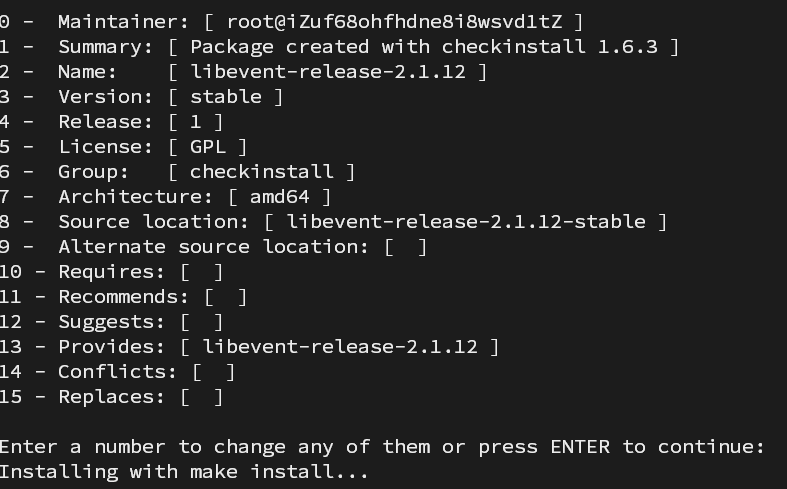 0 -  Maintainer: [ root@iZuf68ohfhdne8i8wsvd1tZ ]
1 -  Summary: [ Package created with checkinstall 1.6.3 ]
2 -  Name:    [ libevent-release-2.1.12 ]
3 -  Version: [ stable ]
4 -  Release: [ 1 ]
5 -  License: [ GPL ]
6 -  Group:   [ checkinstall ]
7 -  Architecture: [ amd64 ]
8 -  Source location: [ libevent-release-2.1.12-stable ]
9 -  Alternate source location: [  ]
10 - Requires: [  ]
11 - Recommends: [  ]
12 - Suggests: [  ]
13 - Provides: [ libevent-release-2.1.12 ]
14 - Conflicts: [  ]
15 - Replaces: [  ]
Enter a number to change any of them or press ENTER to continue:
Installing with make install...